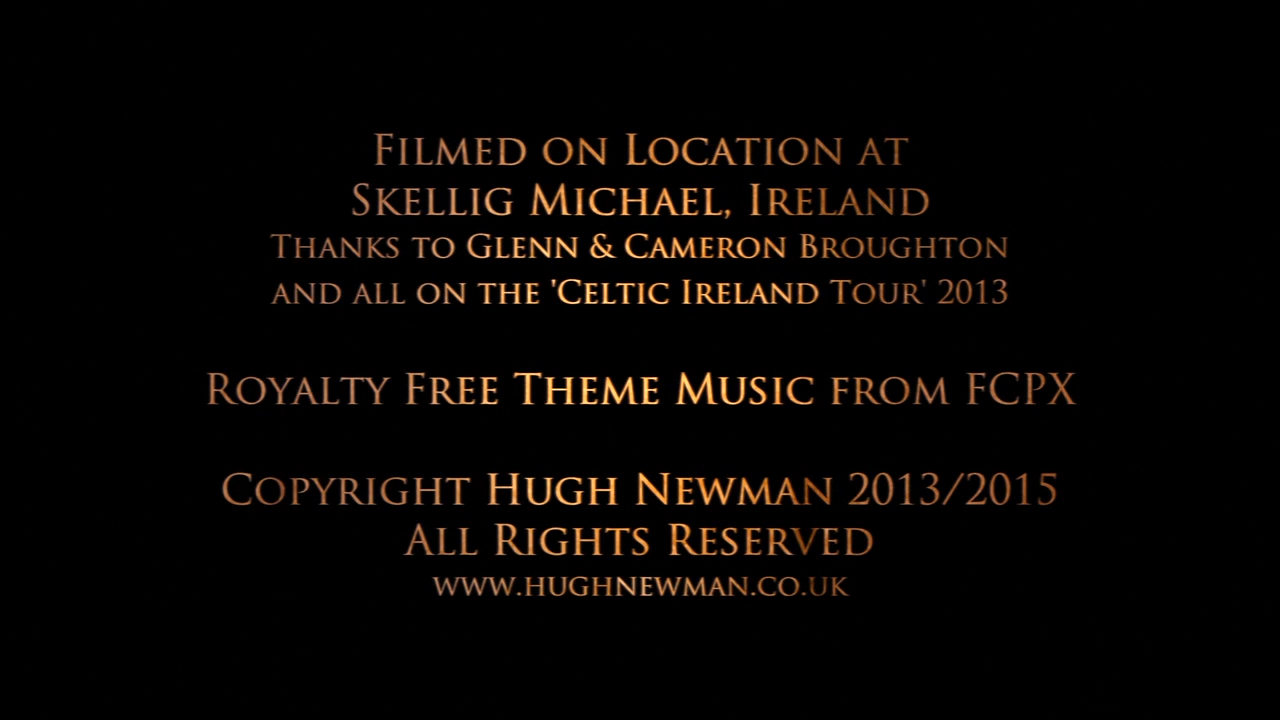 Filmed on Location at
Skellig Michael, Ireland
Thanks to Glenn & Cameron Broughton
and all on the 'Celtic Ireland Tour' 2013
Royalty Free Theme Music from FCPX
Copyright Hugh Newman 2013/2015
All Rights Reserved
www.hughnewman.co.uk